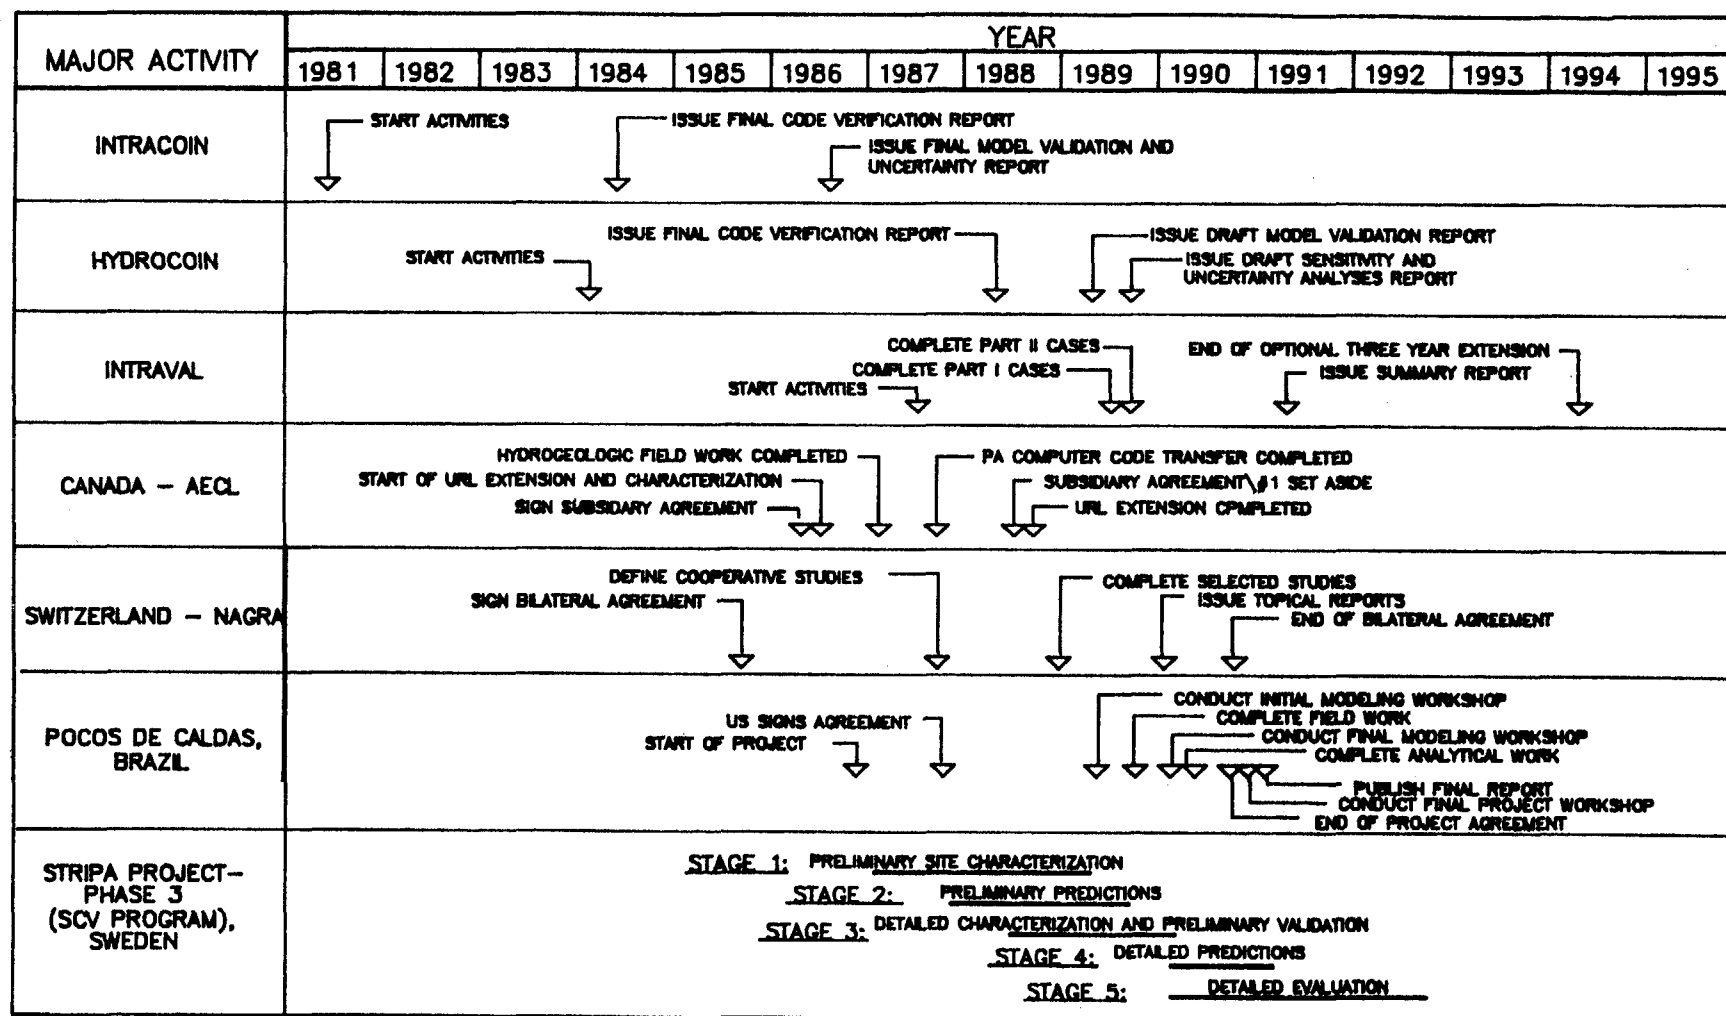 MAJOR ACTIVITY
YEAR
1981 1982 1983 1984 1985 1986 1987 1988 1989 1990 1991 1992 1993 1994 1995
INTRACOIN
START ACTIVITIES
ISSUE FINAL CODE VERIFICATION REPORT
ISSUE FINAL MODEL VALIDATION AND
UNCERTAINTY REPORT
HYDROCOIN
ISSUE FINAL CODE VERIFICATION REPORT
START ACTIVITIES
ISSUE DRAFT MODEL VALIDATION REPORT
ISSUE DRAFT SENSITIVITY AND
UNCERTAINTY ANALYSES REPORT
INTRAVAL
COMPLETE PART II CASES
COMPLETE PART I CASES
START ACTIVITIES
END OF OPTIONAL THREE YEAR EXTENSION
ISSUE SUMMARY REPORT
CANADA – AECL
HYDROGEOLOGIC FIELD WORK COMPLETED
START OF URL EXTENSION AND CHARACTERIZATION
SIGN SUBSIDARY AGREEMENT
PA COMPUTER CODE TRANSFER COMPLETED
SUBSIDIARY AGREEMENT\#1 SET ASIDE
URL EXTENSION CPMPLETED
SWITZERLAND – NAGRA
DEFINE COOPERATIVE STUDIES
SIGN BILATERAL AGREEMENT
COMPLETE SELECTED STUDIES
ISSUE TOPICAL REPORTS
END OF BILATERAL AGREEMENT
POCOS DE CALDAS,
BRAZIL
US SIGNS AGREEMENT
START OF PROJECT
CONDUCT INITIAL MODELING WORKSHOP
COMPLETE FIELD WORK
CONDUCT FINAL MODELING WORKSHOP
COMPLETE ANALYTICAL WORK
PUBLISH FINAL REPORT
CONDUCT FINAL PROJECT WORKSHOP
END OF PROJECT AGREEMENT
STRIPA PROJECT–
PHASE 3
(SCV PROGRAM),
SWEDEN
STAGE 1: PRELIMINARY SITE CHARACTERIZATION
STAGE 2: PRELIMINARY PREDICTIONS
STAGE 3: DETAILED CHARACTERIZATION AND PRELIMINARY VALIDATION
STAGE 4: DETAILED PREDICTIONS
STAGE 5: DETAILED EVALUATION